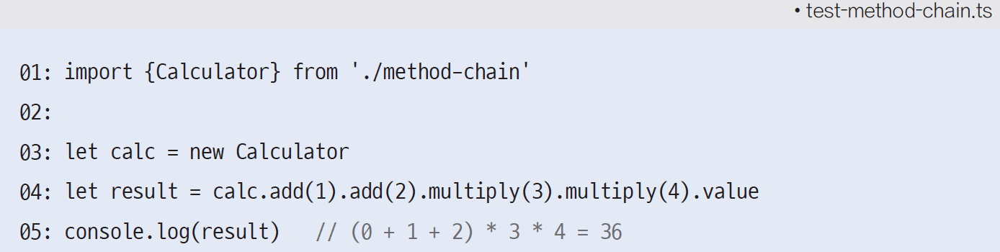 • test-method-chain.ts
01: import {Calculator} from './method-chain'
02:
03: let calc = new Calculator
04: let result = calc.add(1).add(2).multiply(3).multiply(4).value
05: console.log(result)   // (0 + 1 + 2) * 3 * 4 = 36